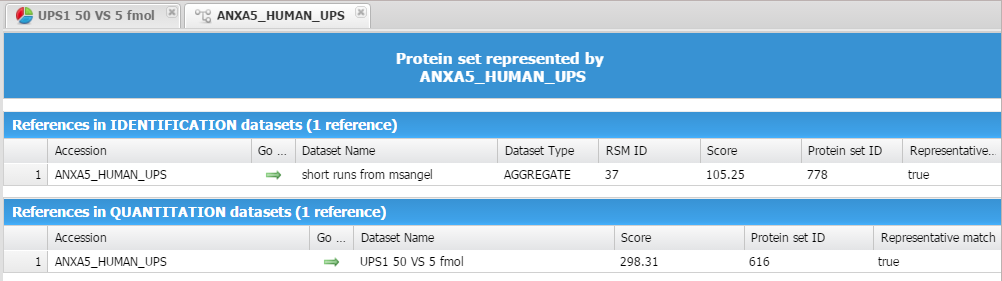 UPS1 50 VS 5 fmol ANXA5_HUMAN_UPS
Protein set represented by
ANXA5_HUMAN_UPS
References in IDENTIFICATION datasets (1 reference)
Accession Go ... Dataset Name Dataset Type RSM ID Score Protein set ID Representative...
1 ANXA5_HUMAN_UPS short runs from msangel AGGREGATE 37 105.25 778 true
References in QUANTITATION datasets (1 reference)
Accession Go ... Dataset Name Score Protein set ID Representative match
1 ANXA5_HUMAN_UPS UPS1 50 VS 5 fmol 298.31 616 true